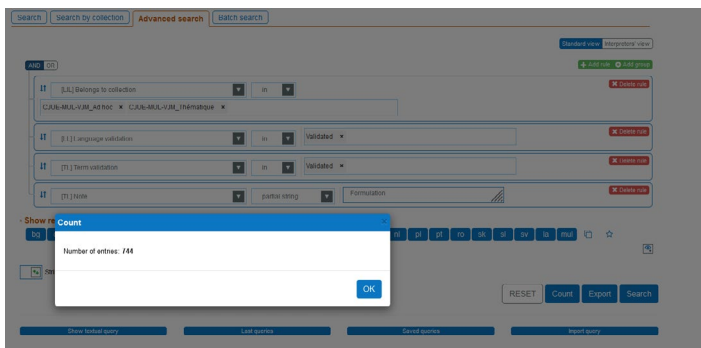 Search Search by collection Advanced search Batch search
Standard view Interpreters' view
AND OR + Add rule Add group
[LIL] Belongs to collection in Delete rule
CJUE-MUL-VJM_Ad hoc × CJUE-MUL-VJM_Thématique ×
[LL] Language validation in Validated × Delete rule
[TL] Term validation in Validated × Delete rule
[TL] Note partial string Formulation Delete rule
Show re
Count ×
bg nl pl pt ro sk sl sv la mul
Number of entries: 744
OK
RESET Count Export Search
Show textual query Last queries Saved queries Import query